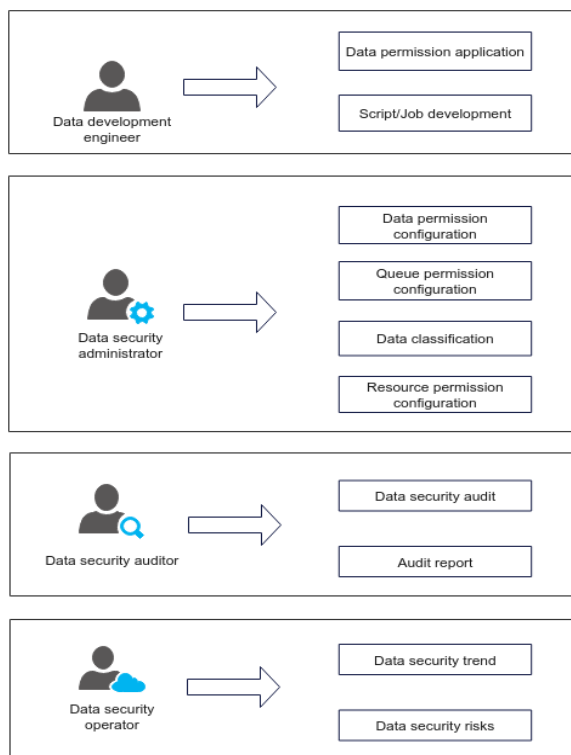 Data permission application
Data development
engineer
Script/Job development
Data permission
configuration
Queue permission
configuration
Data security
administrator
Data classification
Resource permission
configuration
Data security audit
Data security auditor
Audit report
Data security trend
Data security
operator
Data security risks